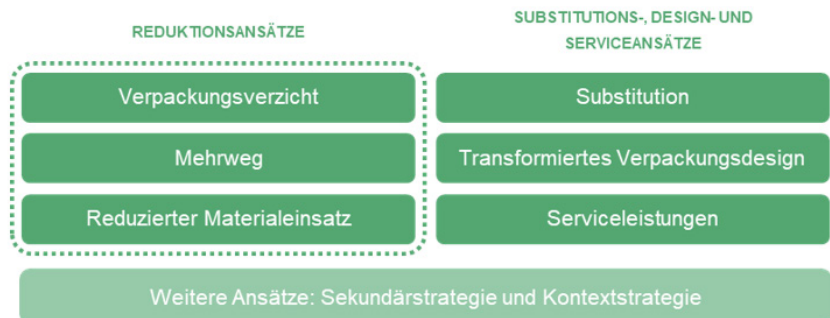 REDUKTIONSANSÄTZE
Verpackungsverzicht
Mehrweg
Reduzierter Materialeinsatz
SUBSTITUTIONS-, DESIGN- UND
SERVICEANSÄTZE
Substitution
Transformiertes Verpackungsdesign
Serviceleistungen
Weitere Ansätze: Sekundärstrategie und Kontextstrategie